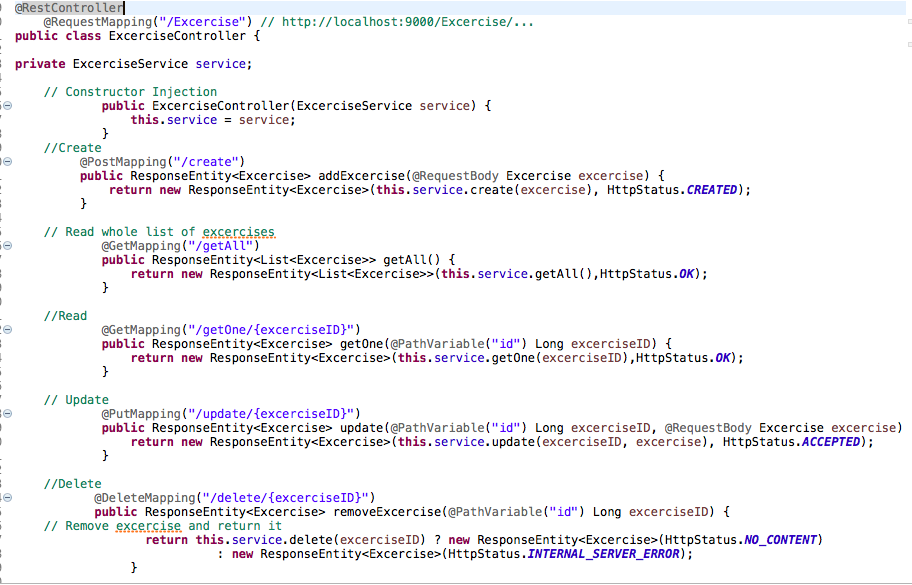 @RestController
@RequestMapping("/Excercise") // http://localhost:9000/Excercise/...
public class ExcerciseController {
private ExcerciseService service;
// Constructor Injection
public ExcerciseController(ExcerciseService service) {
this.service = service;
}
//Create
@PostMapping("/create")
public ResponseEntity<Excercise> addExcercise(@RequestBody Excercise excercise) {
return new ResponseEntity<Excercise>(this.service.create(excercise), HttpStatus.CREATED);
}
// Read whole list of excercises
@GetMapping("/getAll")
public ResponseEntity<List<Excercise>> getAll() {
return new ResponseEntity<List<Excercise>>(this.service.getAll(),HttpStatus.OK);
}
//Read
@GetMapping("/getOne/{excerciseID}")
public ResponseEntity<Excercise> getOne(@PathVariable("id") Long excerciseID) {
return new ResponseEntity<Excercise>(this.service.getOne(excerciseID),HttpStatus.OK);
}
// Update
@PutMapping("/update/{excerciseID}")
public ResponseEntity<Excercise> update(@PathVariable("id") Long excerciseID, @RequestBody Excercise excercise)
return new ResponseEntity<Excercise>(this.service.update(excerciseID, excercise), HttpStatus.ACCEPTED);
}
//Delete
@DeleteMapping("/delete/{excerciseID}")
public ResponseEntity<Excercise> removeExcercise(@PathVariable("id") Long excerciseID) {
// Remove excercise and return it
return this.service.delete(excerciseID) ? new ResponseEntity<Excercise>(HttpStatus.NO_CONTENT)
: new ResponseEntity<Excercise>(HttpStatus.INTERNAL_SERVER_ERROR);
}